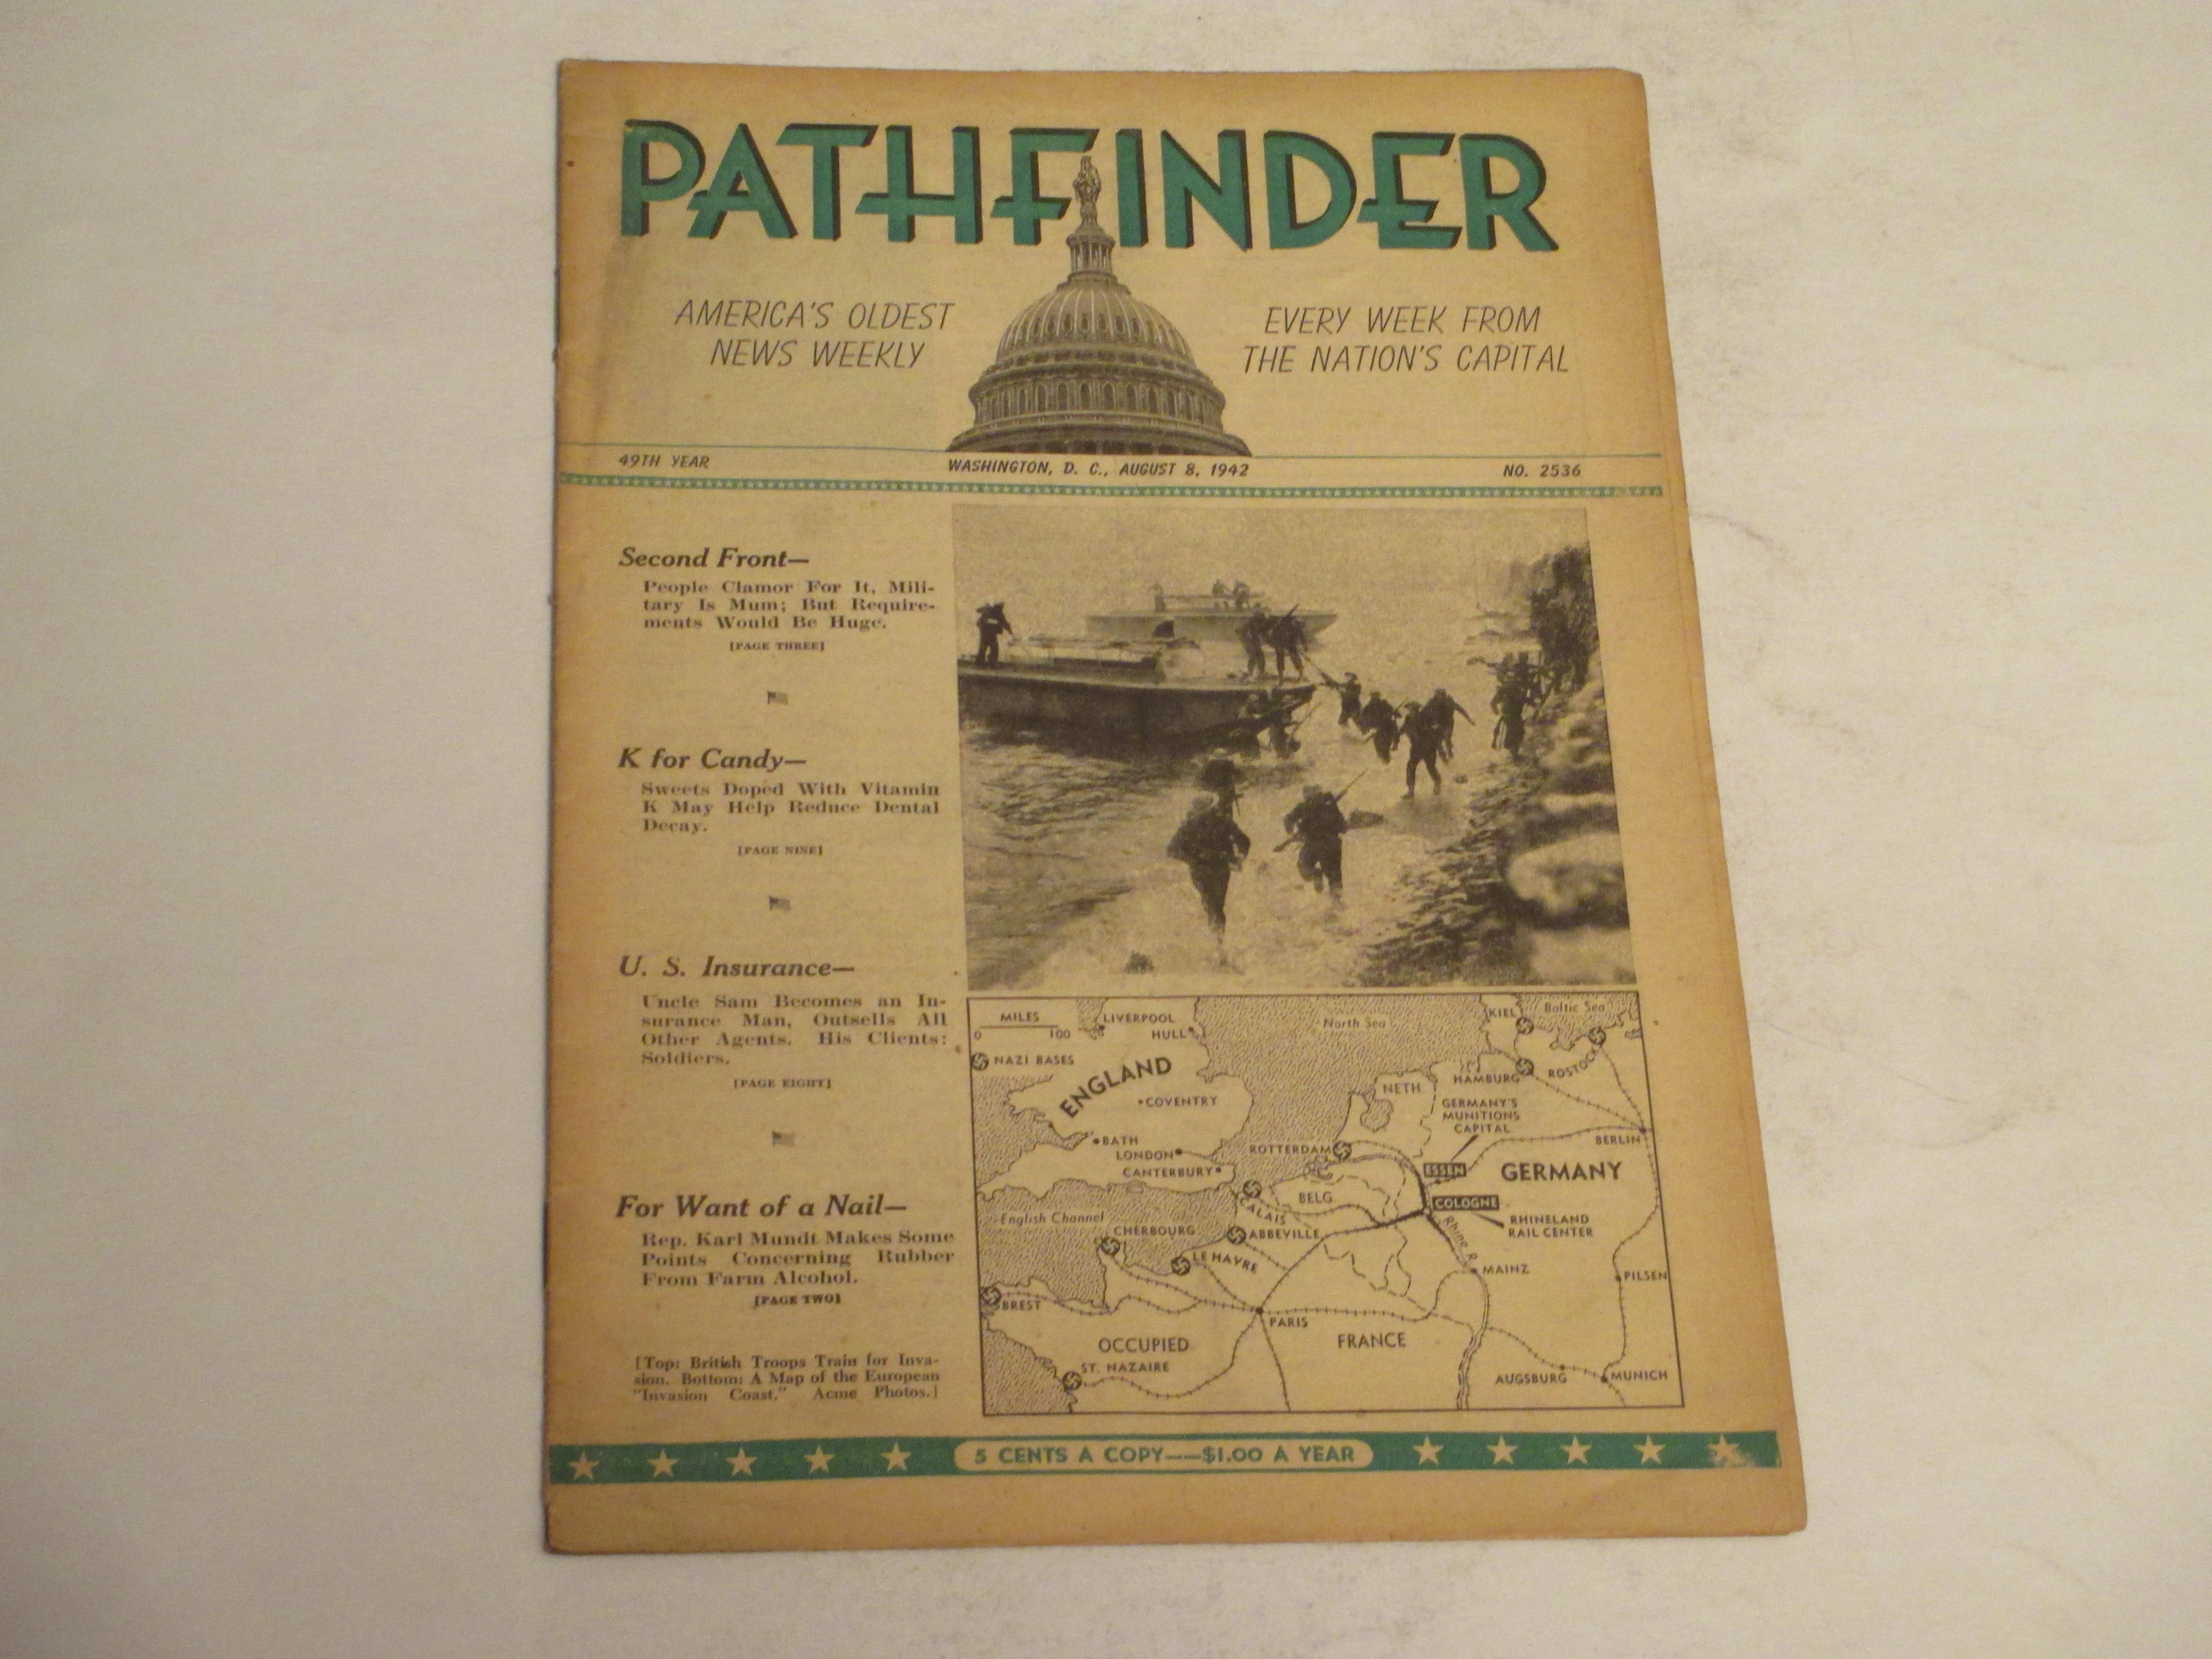 PATHFINDER
AMERICA'S OLDEST
NEWS WEEKLY
EVERY WEEK FROM
THE NATION'S CAPITAL
49TH YEAR
WASHINGTON, D. C., AUGUST 8, 1942
NO. 2536
Second Front—
People Clamor For It, Mili-
tary Is Mum; But Require-
ments Would Be Huge.
[PAGE THREE]
K for Candy—
Sweets Doped With Vitamin
K May Help Reduce Dental
Decay.
[PAGE NINE]
U. S. Insurance—
Uncle Sam Becomes an In-
surance Man, Outsells All
Other Agents. His Clients:
Soldiers.
[PAGE EIGHT]
For Want of a Nail—
Rep. Karl Mundt Makes Some
Points Concerning Rubber
From Farm Alcohol.
[PAGE TWO]
[Top: British Troops Train for Inva-
sion. Bottom: A Map of the European
"Invasion Coast." Acme Photos.]
MILES
0 100
NAZI BASES
LIVERPOOL
HULL
North Sea
KIEL
Baltic Sea
ENGLAND
COVENTRY
NETH.
HAMBURG
ROSTOCK
GERMANY'S
MUNITIONS
CAPITAL
BATH
LONDON
CANTERBURY
ROTTERDAM
BERLIN
ESSEN
GERMANY
BELG.
COLOGNE
CALAIS
English Channel
CHERBOURG
ABBEVILLE
RHINELAND
RAIL CENTER
Rhine R.
LE HAVRE
MAINZ
PILSEN
BREST
PARIS
OCCUPIED
FRANCE
ST. NAZAIRE
AUGSBURG
MUNICH
5 CENTS A COPY——$1.00 A YEAR